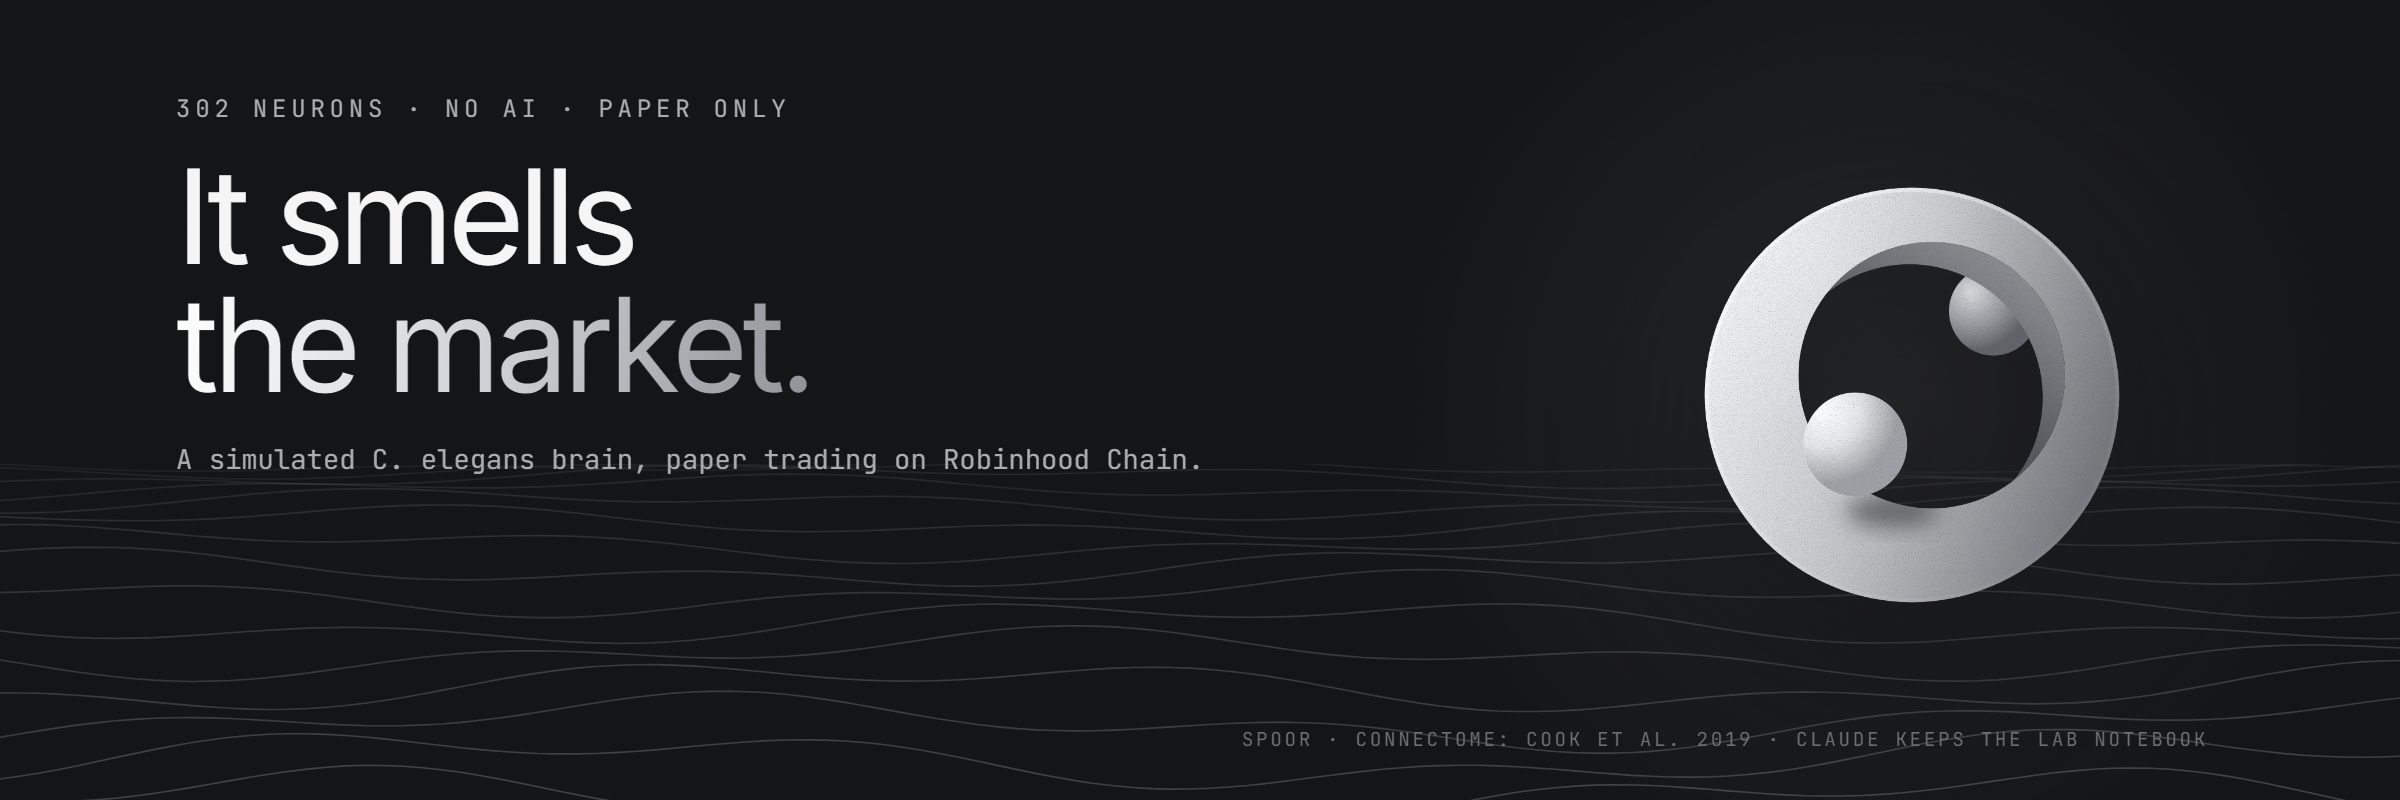 302 NEURONS · NO AI · PAPER ONLY
It smells
the market.
A simulated C. elegans brain, paper trading on Robinhood Chain.
SPOOR · CONNECTOME: COOK ET AL. 2019 · CLAUDE KEEPS THE LAB NOTEBOOK